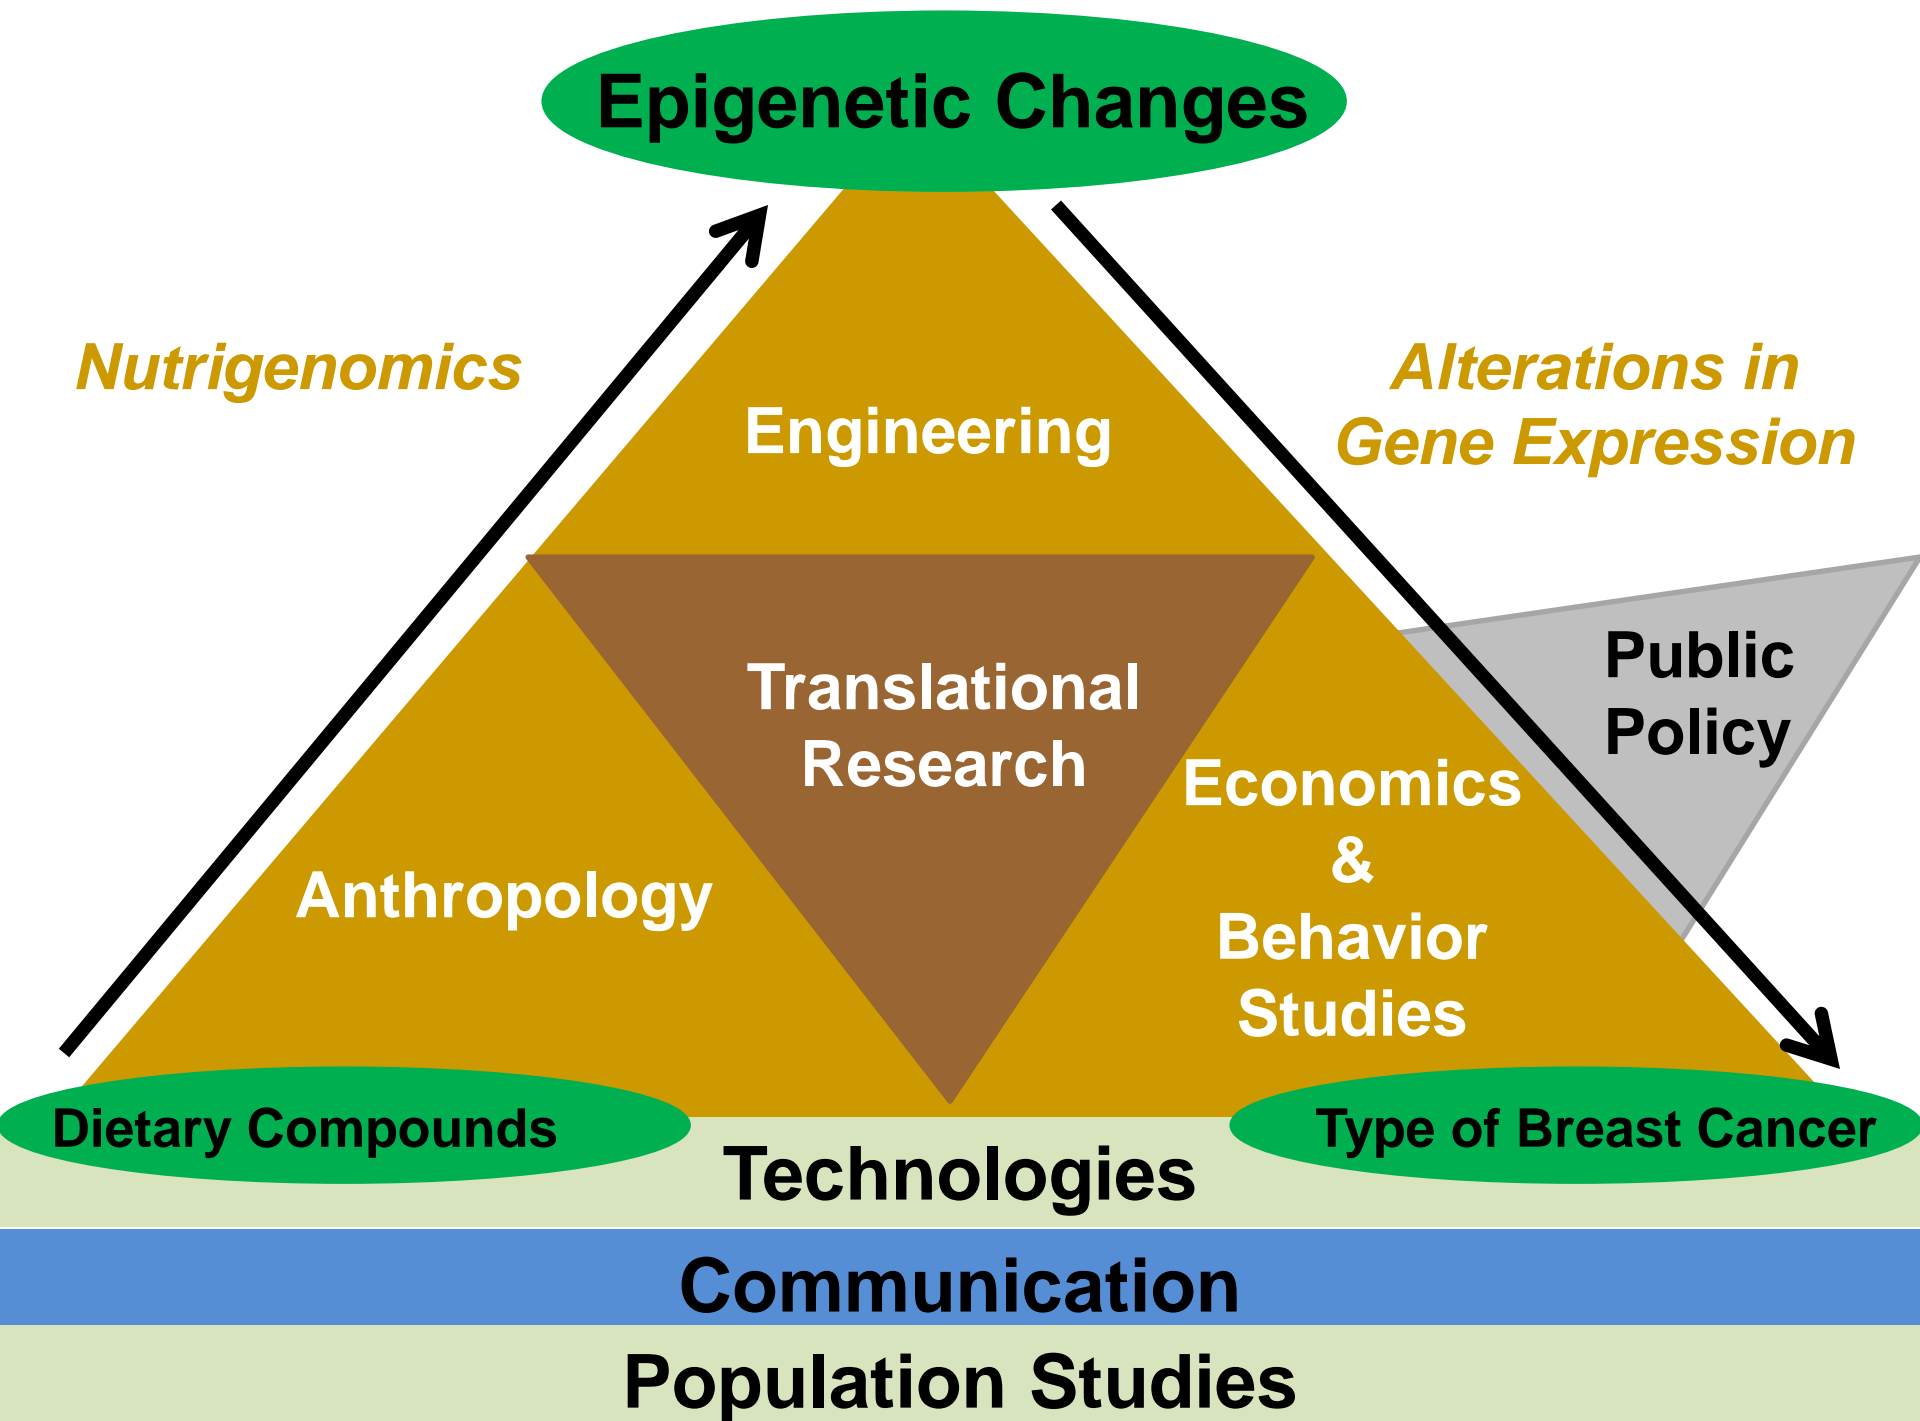 Epigenetic Changes
Nutrigenomics
Alterations in
Gene Expression
Engineering
Public
Policy
Translational
Research
Economics
&
Behavior
Studies
Anthropology
Dietary Compounds
Type of Breast Cancer
Technologies
Communication
Population Studies